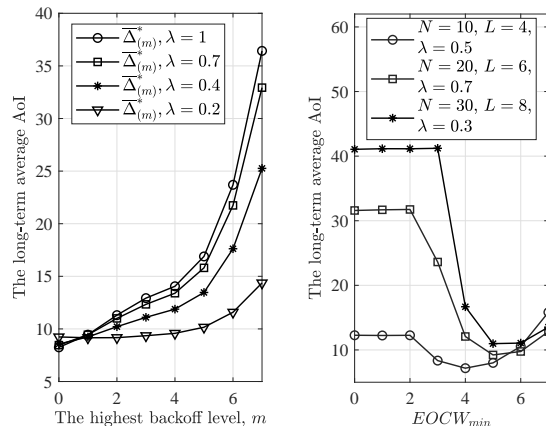 The long-term average AoI
40
35
30
25
20
15
10
5
0
2
4
6
The highest backoff level, m
Δ̅*₍ₘ₎, λ = 1
Δ̅*₍ₘ₎, λ = 0.7
Δ̅*₍ₘ₎, λ = 0.4
Δ̅*₍ₘ₎, λ = 0.2
The long-term average AoI
60
50
40
30
20
10
0
2
4
6
EOCW_min
N = 10, L = 4,
λ = 0.5
N = 20, L = 6,
λ = 0.7
N = 30, L = 8,
λ = 0.3